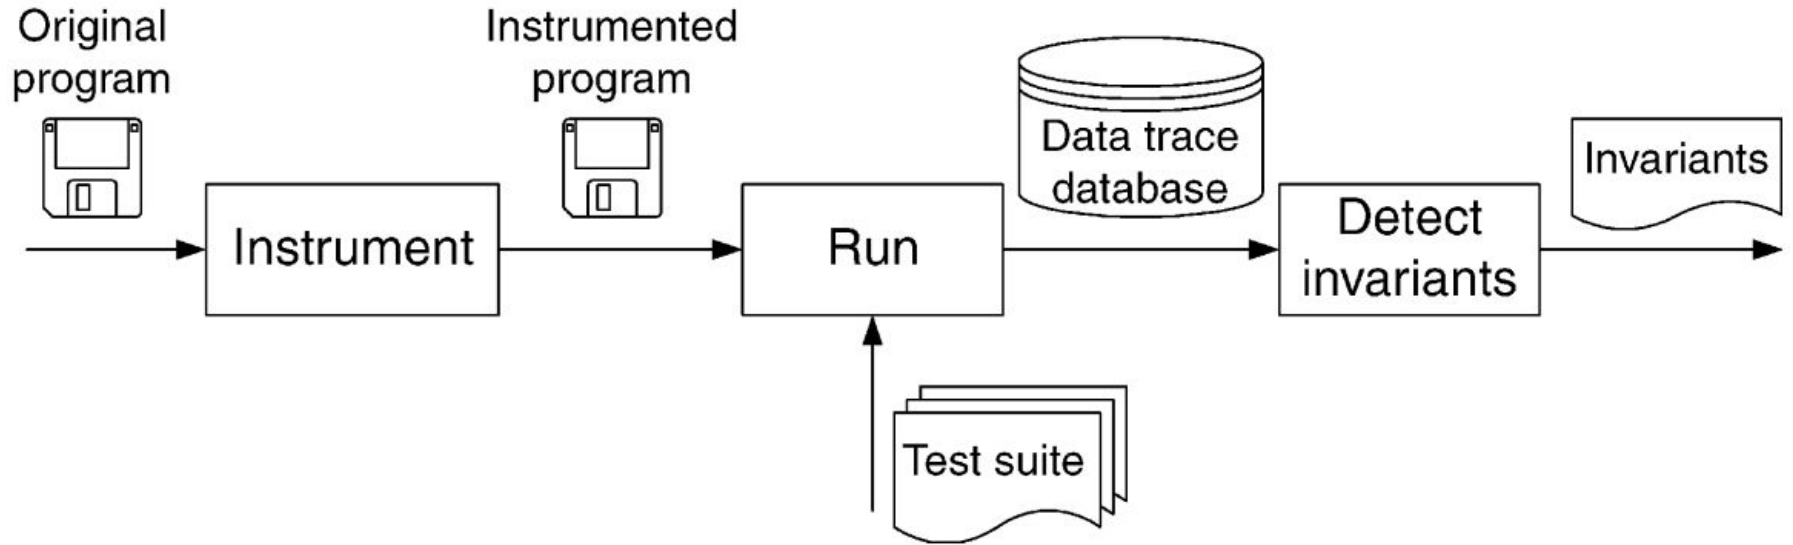 Original
program
Instrumented
program
Data trace
database
Invariants
Instrument
Run
Detect
invariants
Test suite